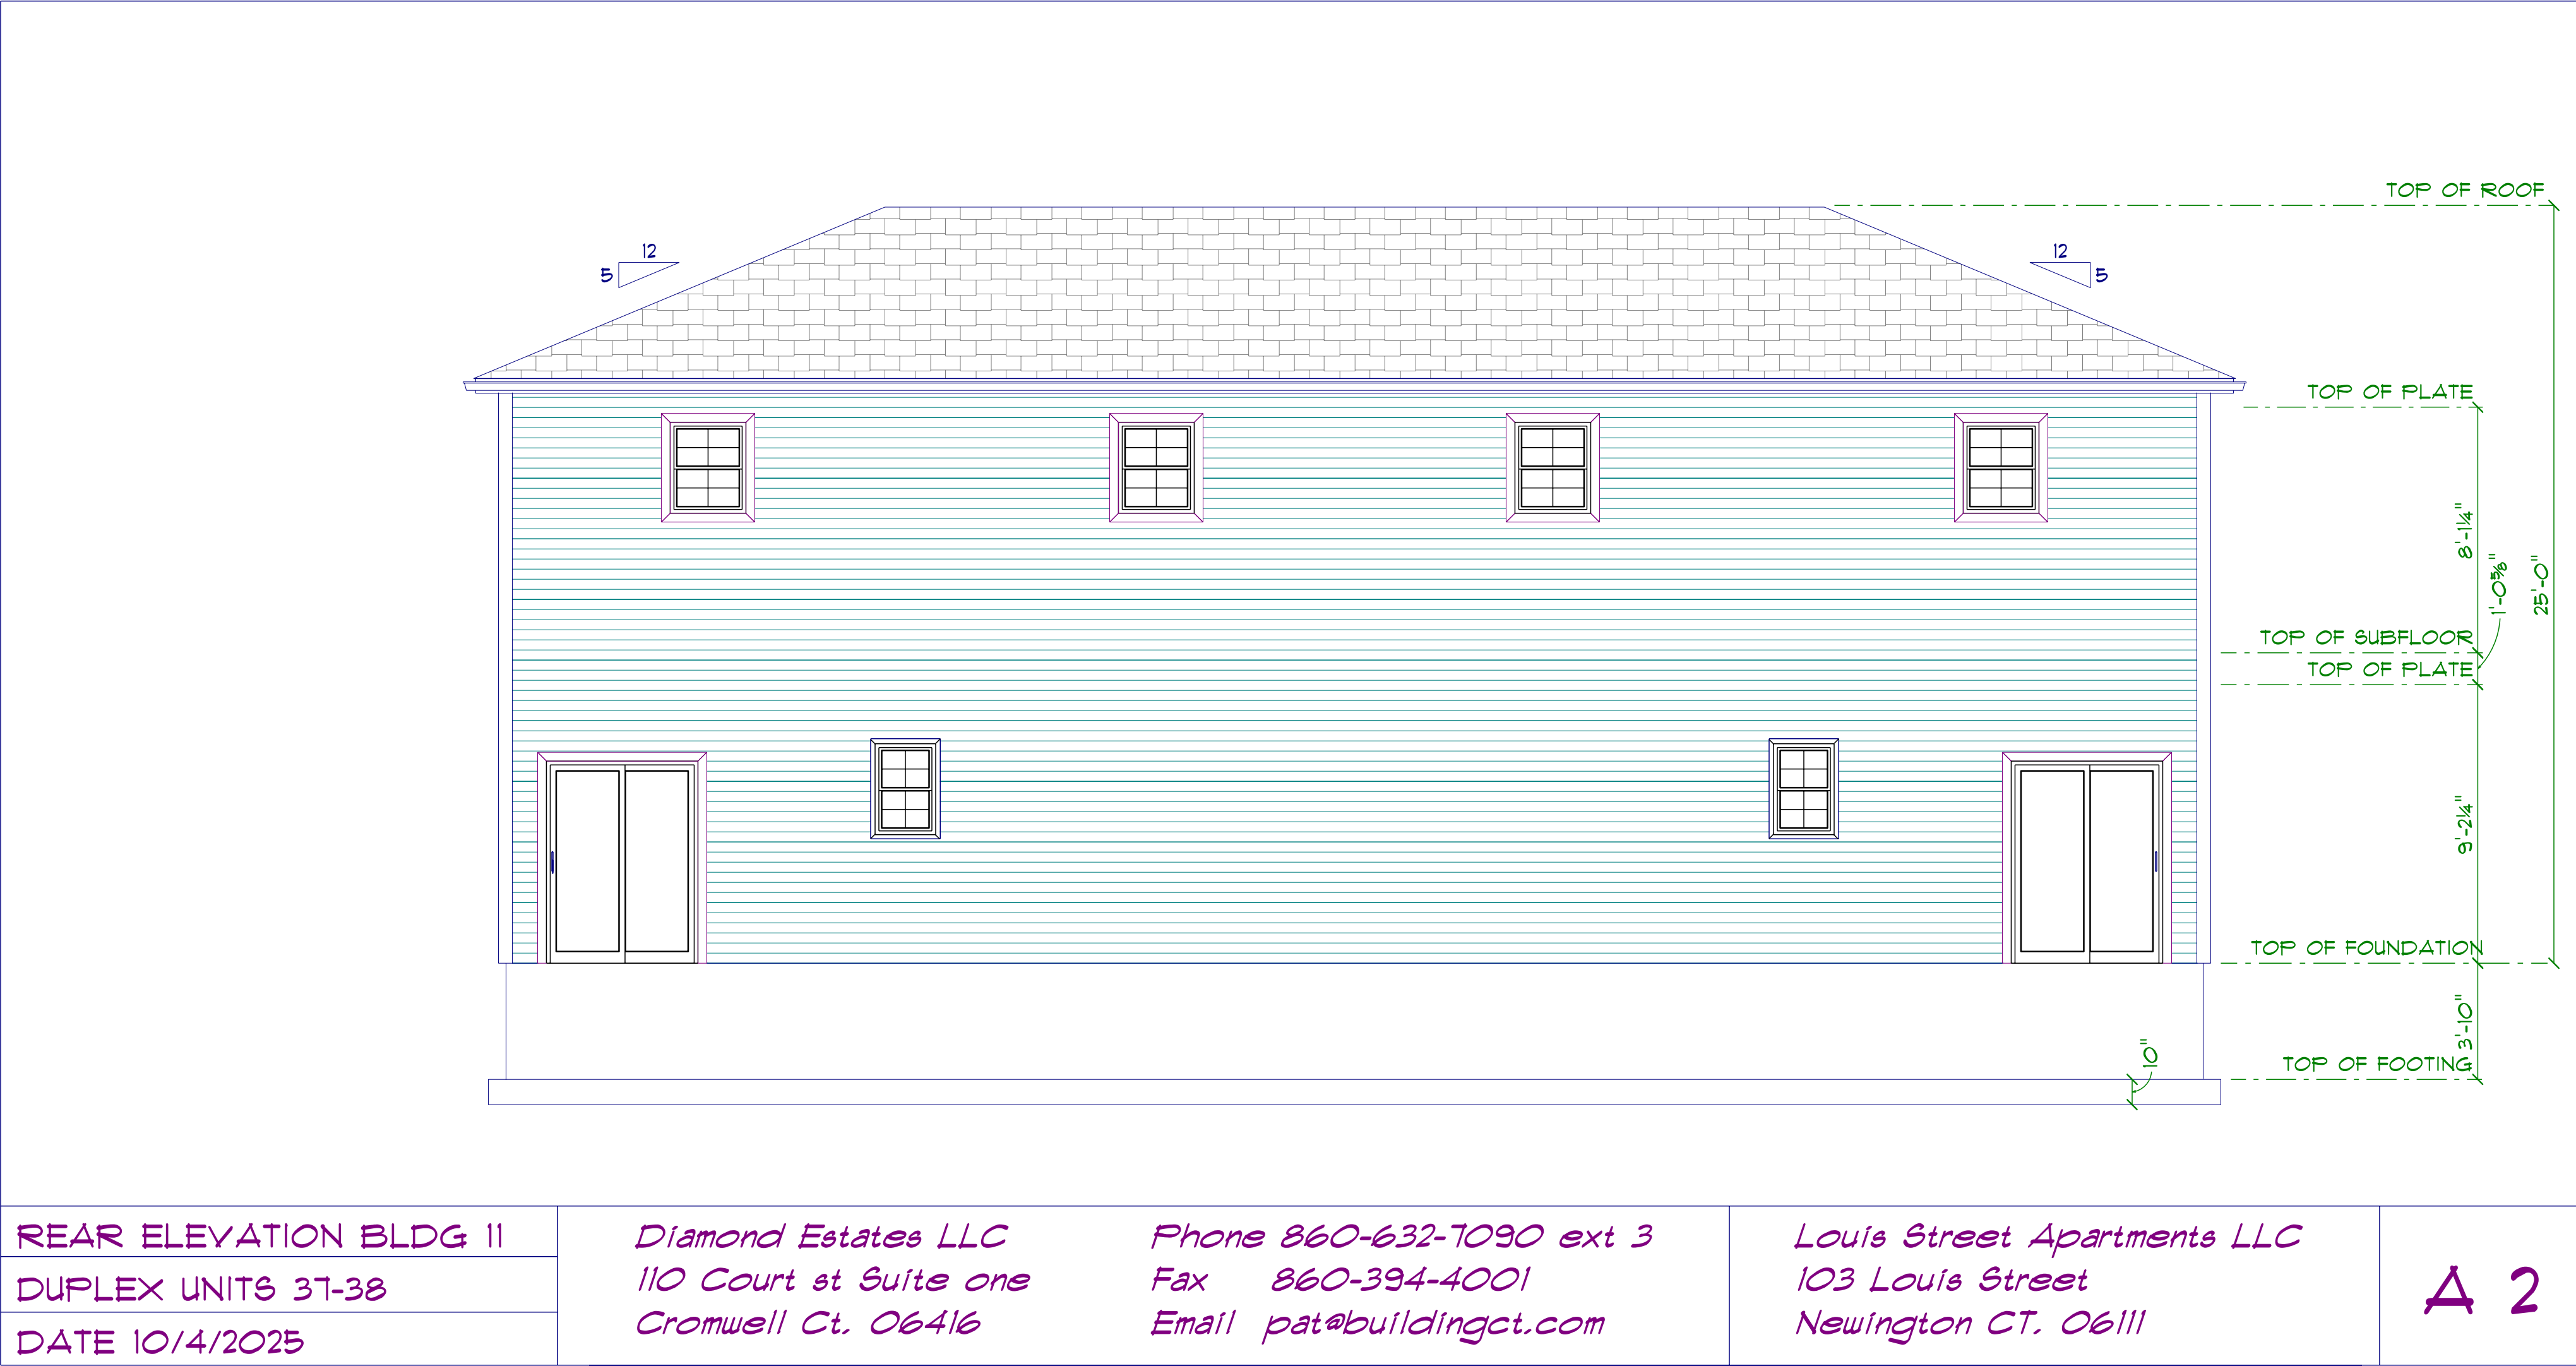 TOP OF ROOF
12
5
12
5
TOP OF PLATE
8'-1¼"
1'-0⅝"
25'-0"
TOP OF SUBFLOOR
TOP OF PLATE
9'-2¼"
TOP OF FOUNDATION
3'-10"
10"
TOP OF FOOTING
REAR ELEVATION BLDG 11
DUPLEX UNITS 37-38
DATE 10/4/2025
Diamond Estates LLC
110 Court st Suite one
Cromwell Ct. 06416
Phone 860-632-7090 ext 3
Fax 860-394-4001
Email pat@buildingct.com
Louis Street Apartments LLC
103 Louis Street
Newington CT. 06111
A 2